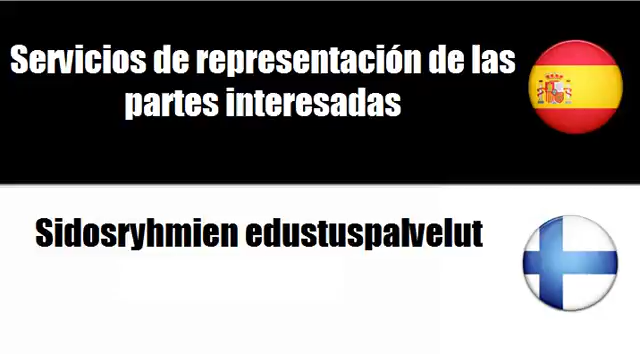 Servicios de representación de las
partes interesadas
Sidosryhmien edustuspalvelut